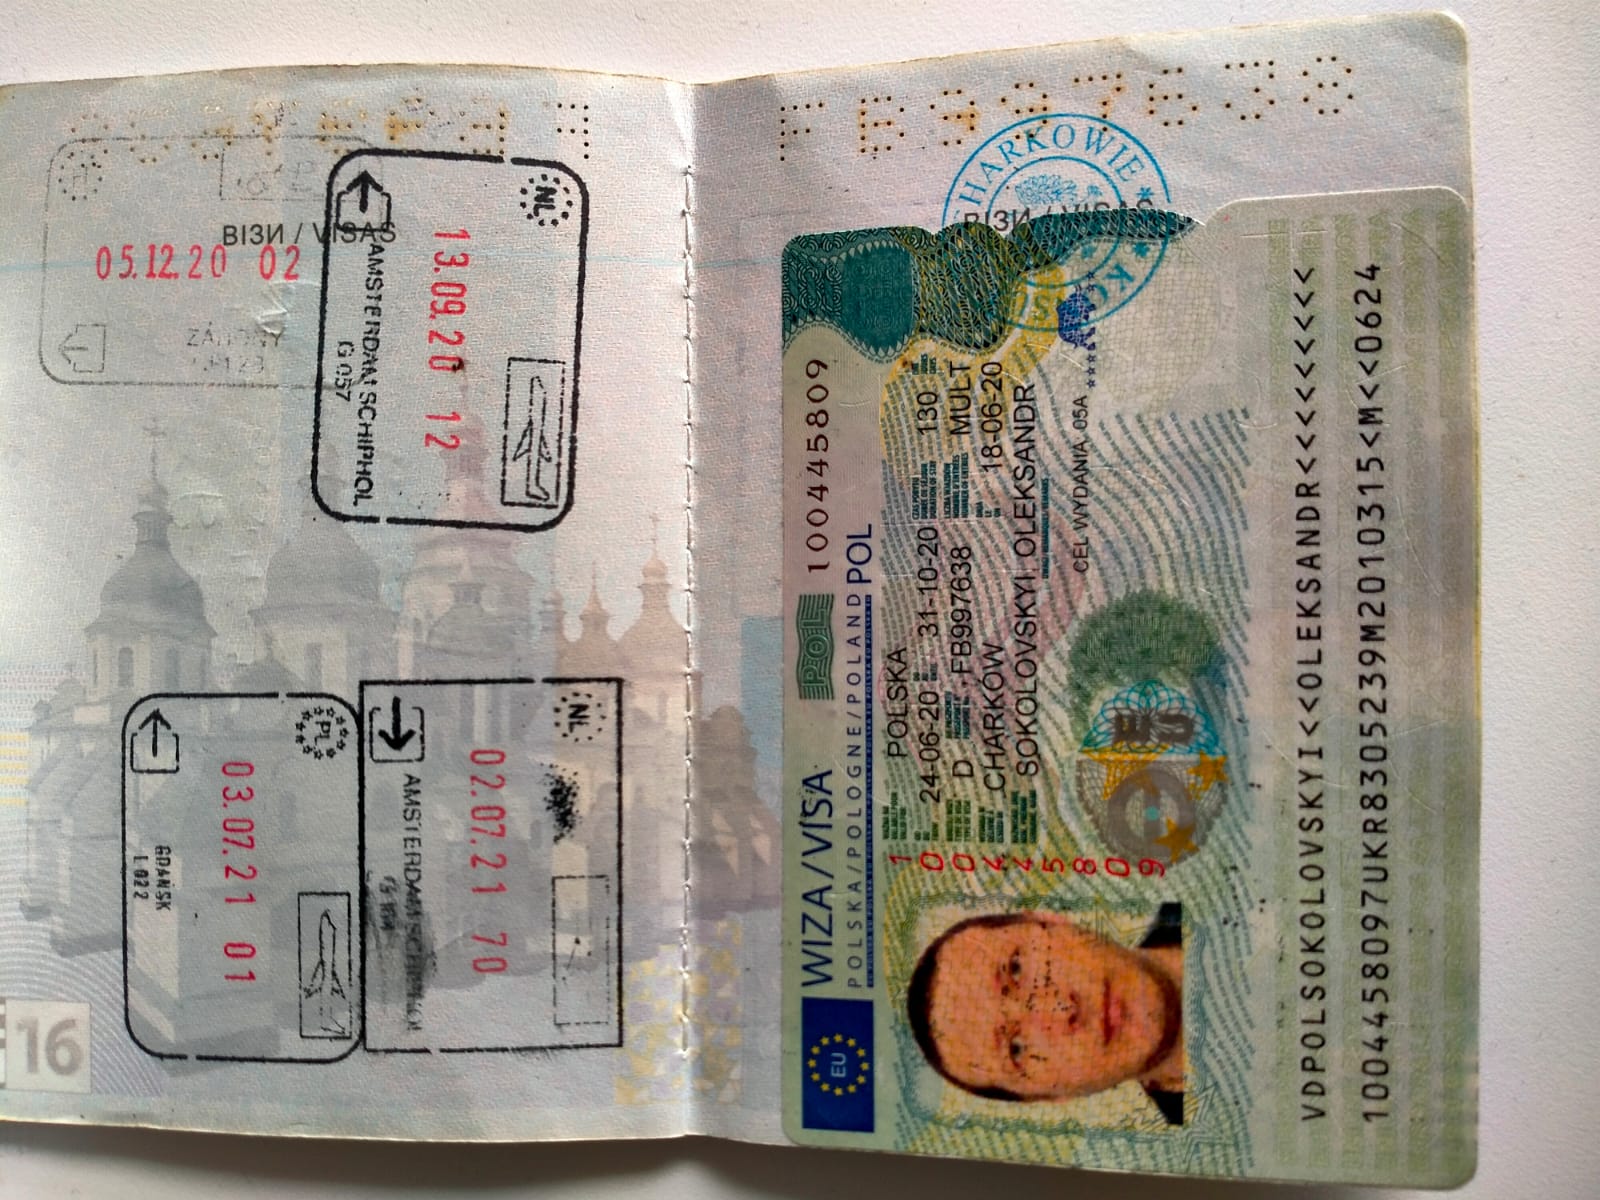 ВІЗИ / VISAS
05.12.20 02
ZÁHONY
NL
13.09.20 12
AMSTERDAM SCHIPHOL
G 057
PL
03.07.21 01
GDAŃSK
L 022
NL
02.07.21 70
AMSTERDAM SCHIPHOL
16
FB997638
CHARKOWIE
ВІЗИ / VISAS
WIZA/VISA POL 100445809
POLSKA/POLOGNE/POLAND POL
EU
POLSKA
24-06-20 31-10-20 130
D FB997638 MULT
CHARKÓW 18-06-20
SOKOLOVSKYI, OLEKSANDR
CEL WYDANIA 05A
100445809
VDPOLSOKOLOVSKYI<<OLEKSANDR<<<<<<<<<
1004458097UKR8305239M2010315<M<<0624